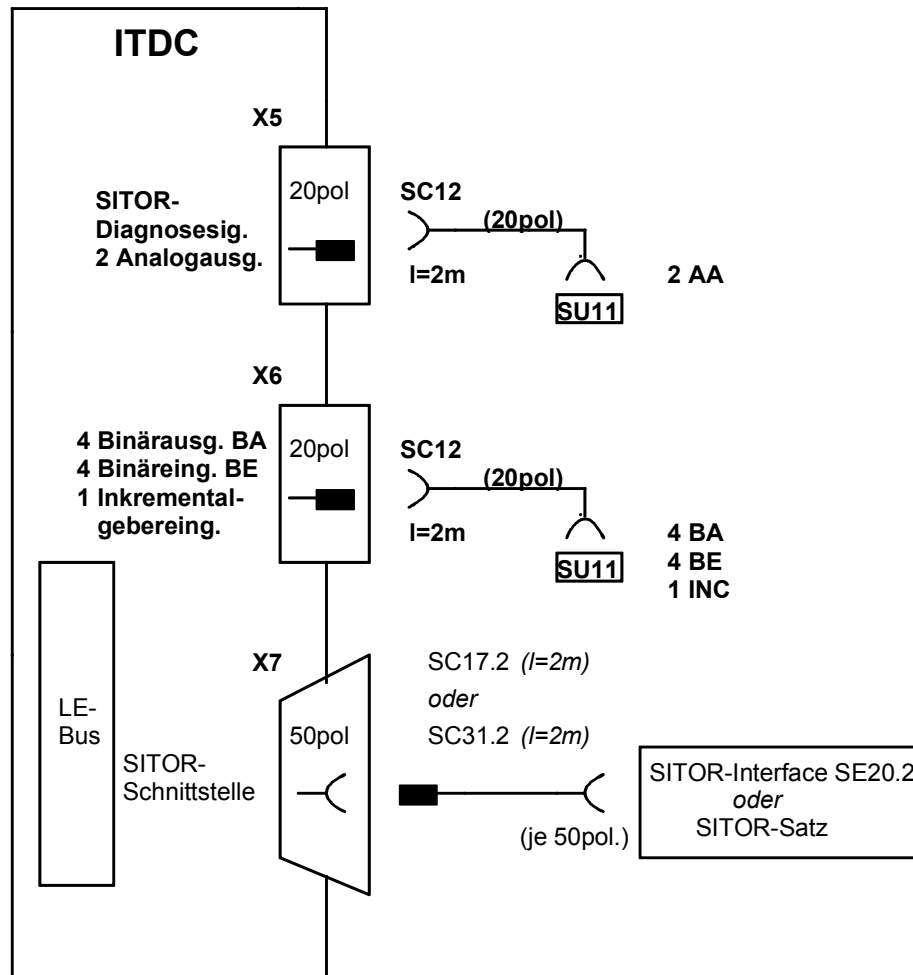 ITDC
X5
20pol
SITOR-
Diagnosesig.
2 Analogausg.
SC12
(20pol)
l=2m
2 AA
SU11
X6
4 Binärausg. BA
4 Binäreing. BE
1 Inkremental-
gebereing.
20pol
SC12
(20pol)
l=2m
SU11
4 BA
4 BE
1 INC
X7
LE-
Bus
SITOR-
Schnittstelle
50pol
SC17.2 (l=2m)
oder
SC31.2 (l=2m)
(je 50pol.)
SITOR-Interface SE20.2
oder
SITOR-Satz